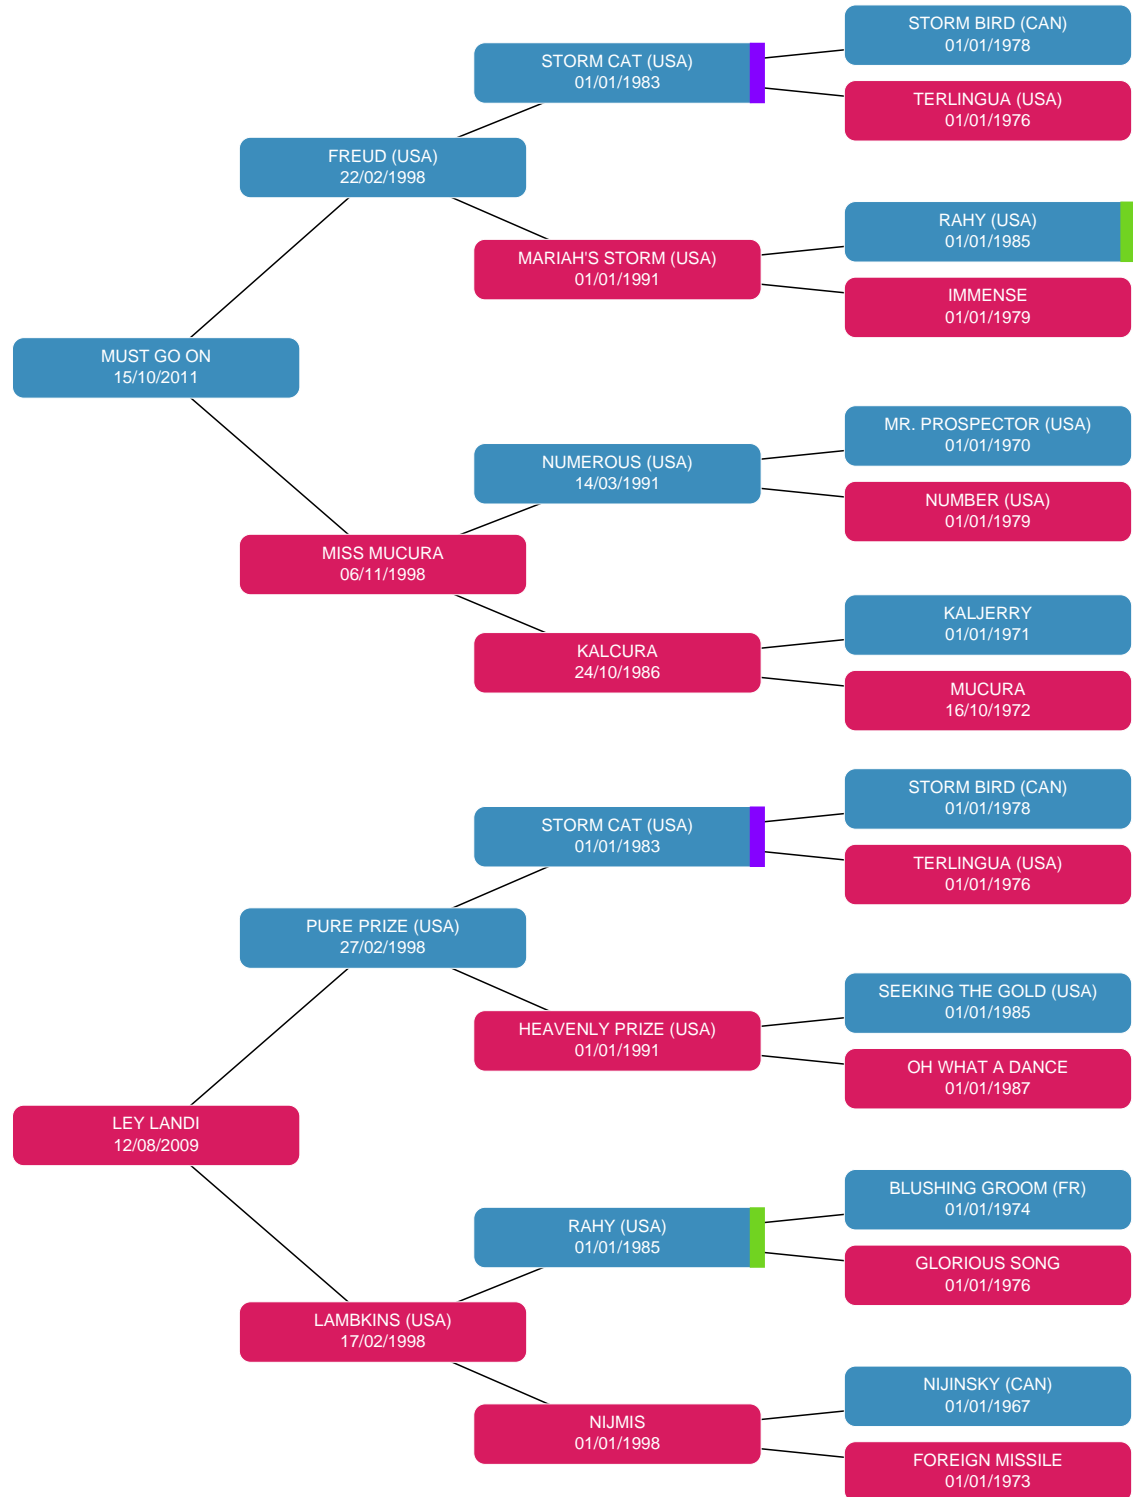 STORM BIRD (CAN)
01/01/1978
STORM CAT (USA)
01/01/1983
TERLINGUA (USA)
01/01/1976
FREUD (USA)
22/02/1998
RAHY (USA)
01/01/1985
MARIAH'S STORM (USA)
01/01/1991
IMMENSE
01/01/1979
MUST GO ON
15/10/2011
MR. PROSPECTOR (USA)
01/01/1970
NUMEROUS (USA)
14/03/1991
NUMBER (USA)
01/01/1979
MISS MUCURA
06/11/1998
KALJERRY
01/01/1971
KALCURA
24/10/1986
MUCURA
16/10/1972
STORM BIRD (CAN)
01/01/1978
STORM CAT (USA)
01/01/1983
TERLINGUA (USA)
01/01/1976
PURE PRIZE (USA)
27/02/1998
SEEKING THE GOLD (USA)
01/01/1985
HEAVENLY PRIZE (USA)
01/01/1991
OH WHAT A DANCE
01/01/1987
LEY LANDI
12/08/2009
BLUSHING GROOM (FR)
01/01/1974
RAHY (USA)
01/01/1985
GLORIOUS SONG
01/01/1976
LAMBKINS (USA)
17/02/1998
NIJINSKY (CAN)
01/01/1967
NIJMIS
01/01/1998
FOREIGN MISSILE
01/01/1973